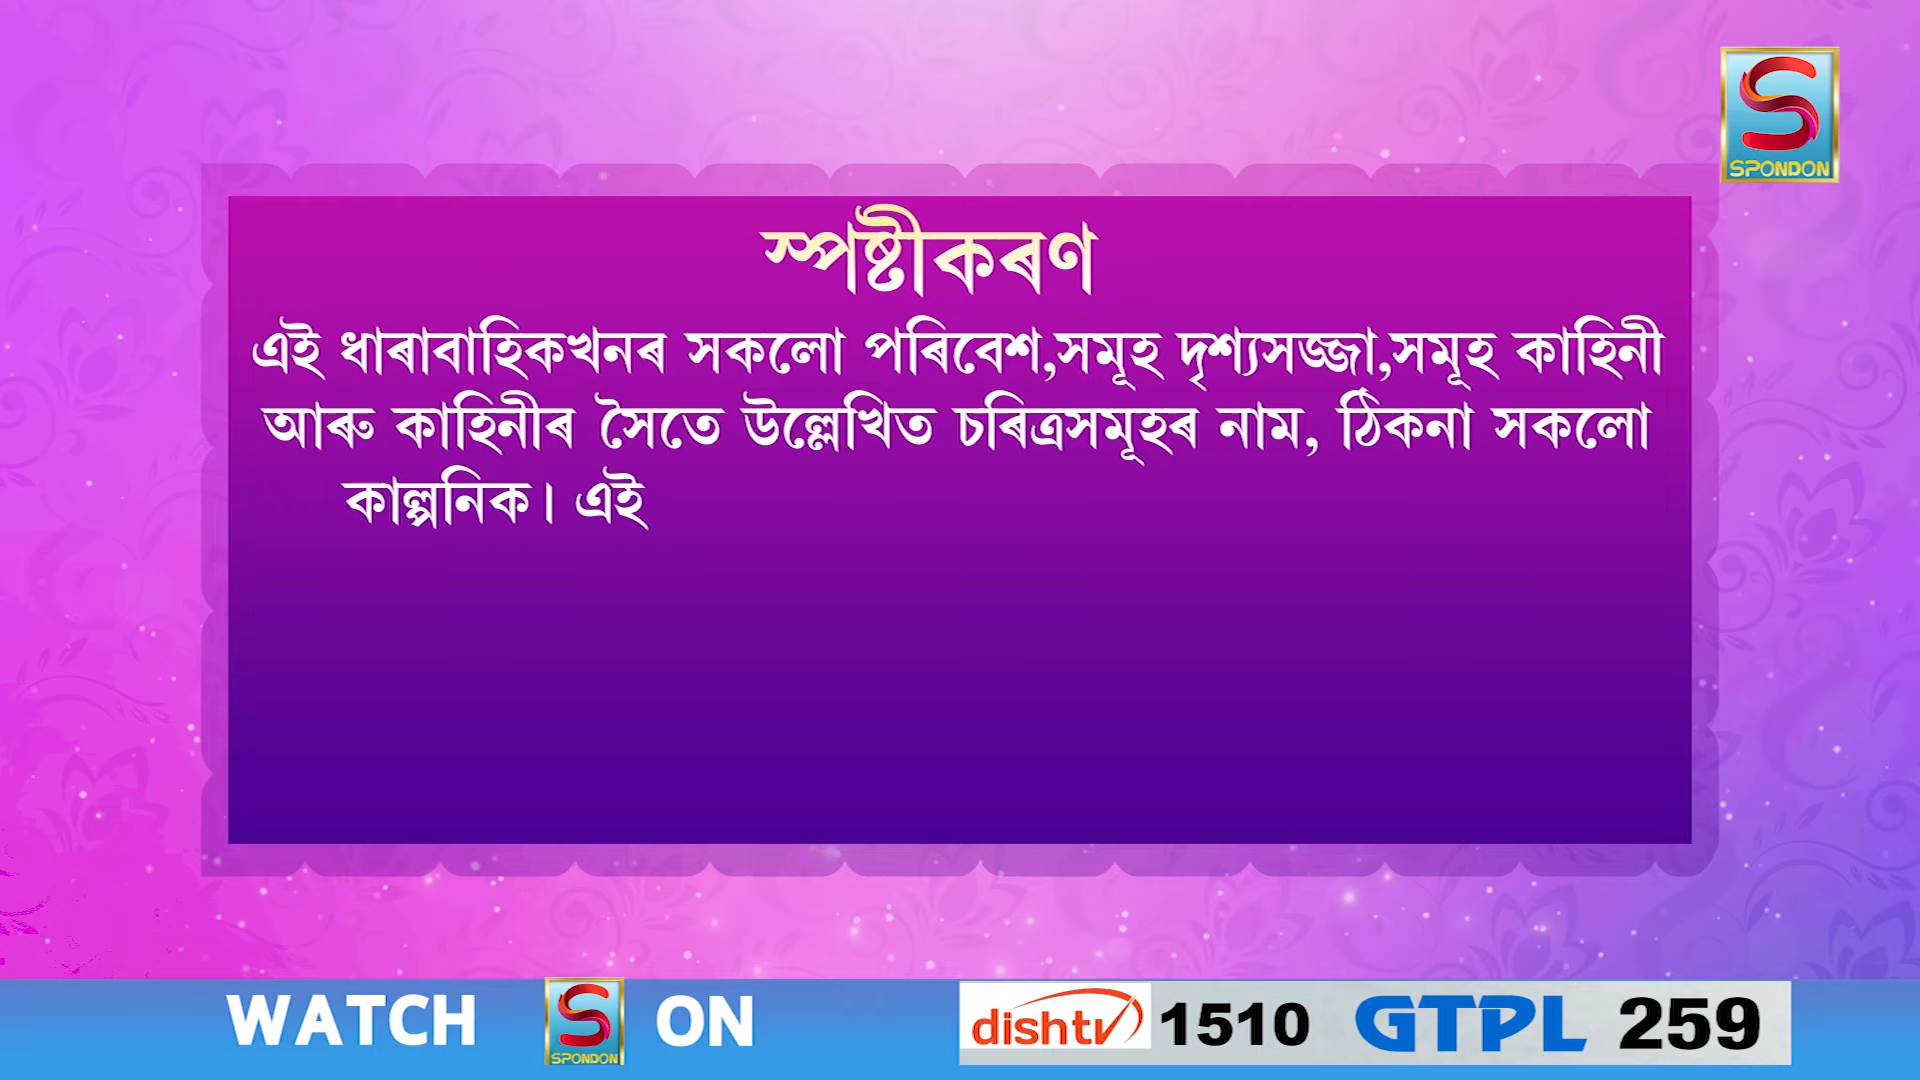 SPONDON
স্পষ্টীকৰণ
এই ধাৰাবাহিকখনৰ সকলো পৰিবেশ,সমূহ দৃশ্যসজ্জা,সমূহ কাহিনী
আৰু কাহিনীৰ সৈতে উল্লেখিত চৰিত্ৰসমূহৰ নাম, ঠিকনা সকলো
কাল্পনিক। এই
WATCH SPONDON ON dishtv 1510 GTPL 259